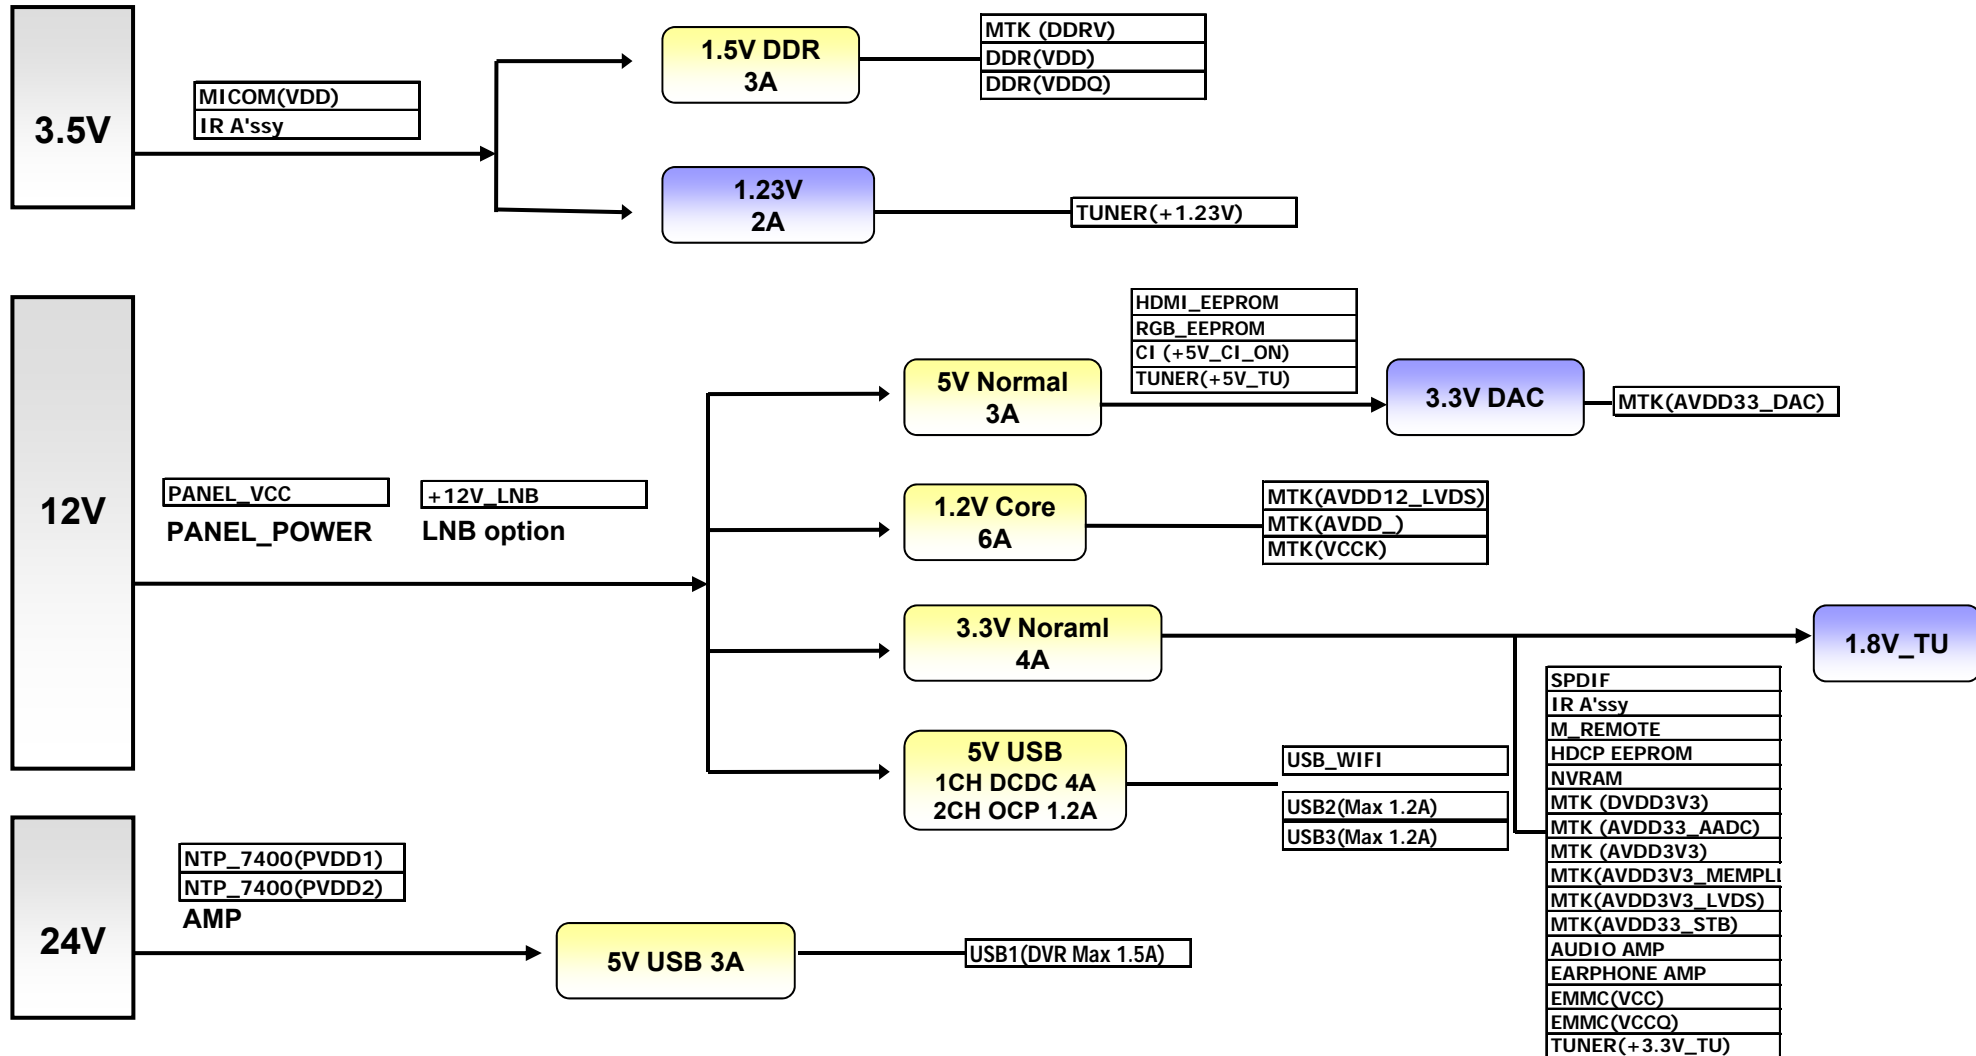 3.5V
MICOM(VDD)
IR A'ssy
1.5V DDR
3A
MTK (DDRV)
DDR(VDD)
DDR(VDDQ)
1.23V
2A
TUNER(+1.23V)
12V
PANEL_VCC
PANEL_POWER
+12V_LNB
LNB option
5V Normal
3A
HDMI_EEPROM
RGB_EEPROM
CI (+5V_CI_ON)
TUNER(+5V_TU)
3.3V DAC
MTK(AVDD33_DAC)
1.2V Core
6A
MTK(AVDD12_LVDS)
MTK(AVDD_)
MTK(VCCK)
3.3V Noraml
4A
1.8V_TU
SPDIF
IR A'ssy
M_REMOTE
HDCP EEPROM
NVRAM
MTK (DVDD3V3)
MTK (AVDD33_AADC)
MTK (AVDD3V3)
MTK(AVDD3V3_MEMPLL
MTK(AVDD3V3_LVDS)
MTK(AVDD33_STB)
AUDIO AMP
EARPHONE AMP
EMMC(VCC)
EMMC(VCCQ)
TUNER(+3.3V_TU)
5V USB
1CH DCDC 4A
2CH OCP 1.2A
USB_WIFI
USB2(Max 1.2A)
USB3(Max 1.2A)
24V
NTP_7400(PVDD1)
NTP_7400(PVDD2)
AMP
5V USB 3A
USB1(DVR Max 1.5A)